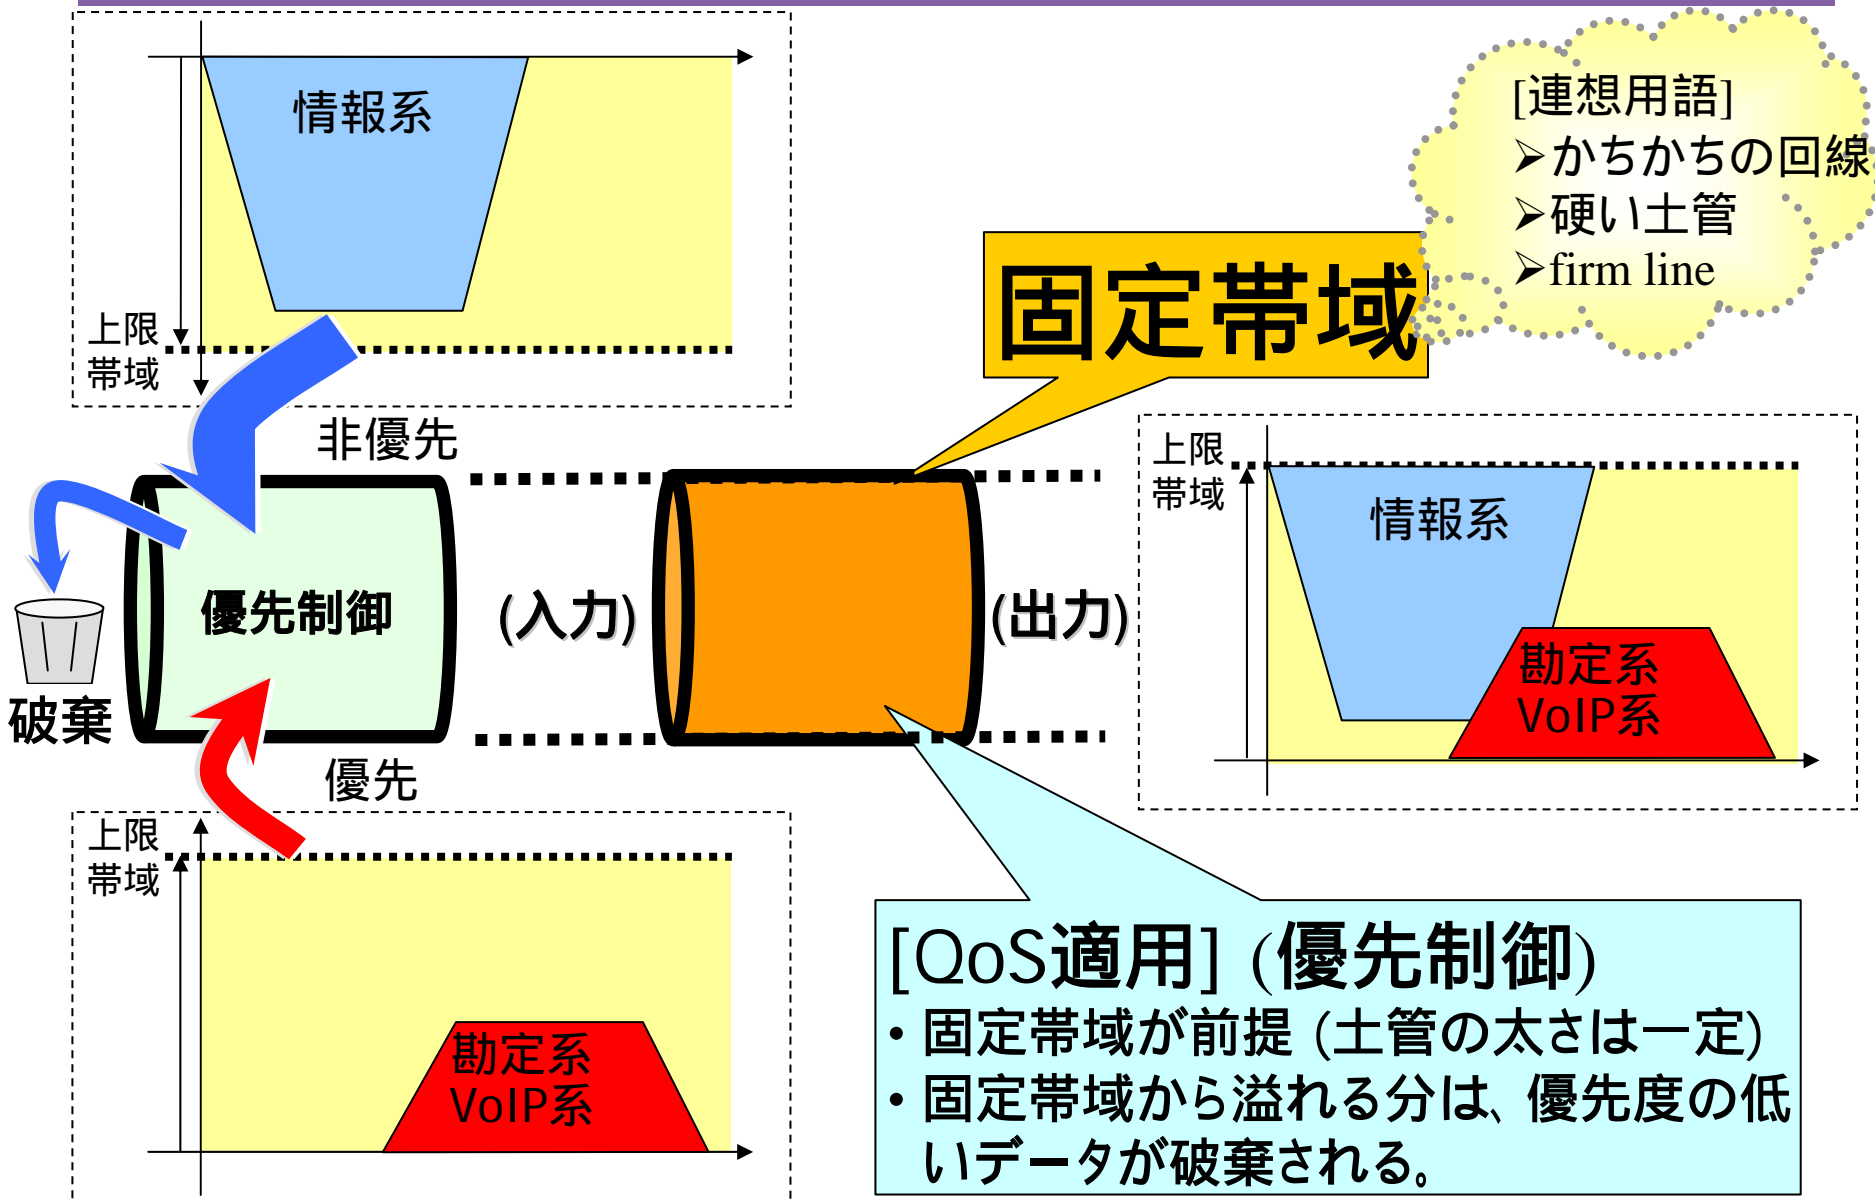 情報系
上限
帯域
[連想用語]
➢かちかちの回線
➢硬い土管
➢firm line
固定帯域
非優先
優先制御
破棄
優先
(入力)
(出力)
上限
帯域
情報系
勘定系
VoIP系
上限
帯域
勘定系
VoIP系
[QoS適用] (優先制御)
• 固定帯域が前提 (土管の太さは一定)
• 固定帯域から溢れる分は、優先度の低
いデータが破棄される。